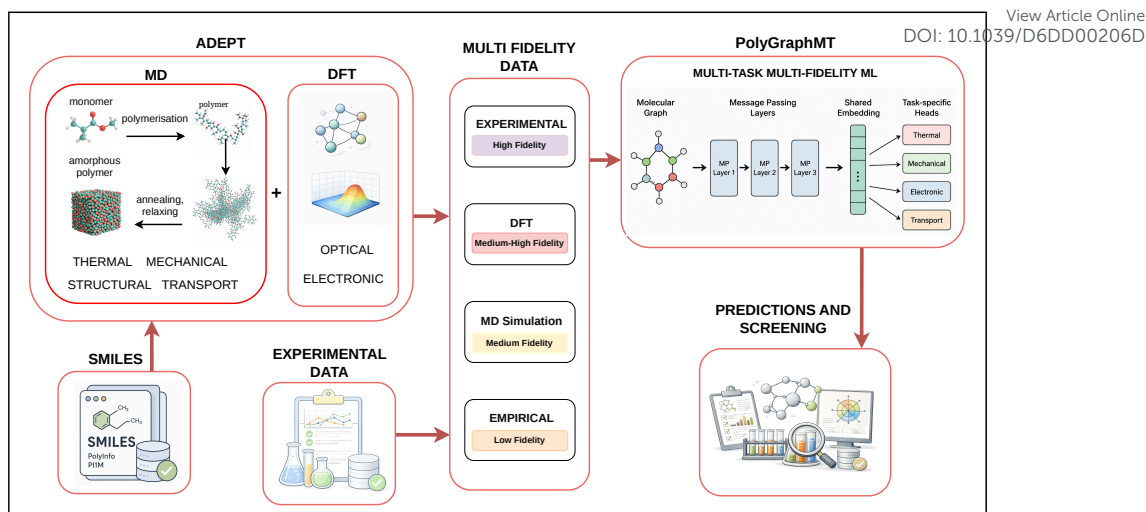 View Article Online
DOI: 10.1039/D6DD00206D
ADEPT
MD
monomer
polymerisation
polymer
amorphous
polymer
annealing,
relaxing
THERMAL MECHANICAL
STRUCTURAL TRANSPORT
+
DFT
OPTICAL
ELECTRONIC
SMILES
CH₃
CH₃
SMILES
PolyInfo
PI1M
EXPERIMENTAL
DATA
MULTI FIDELITY
DATA
EXPERIMENTAL
High Fidelity
DFT
Medium-High Fidelity
MD Simulation
Medium Fidelity
EMPIRICAL
Low Fidelity
PolyGraphMT
MULTI-TASK MULTI-FIDELITY ML
Molecular
Graph
Message Passing
Layers
Shared
Embedding
Task-specific
Heads
MP
Layer 1
MP
Layer 2
MP
Layer 3
Thermal
Mechanical
Electronic
Transport
PREDICTIONS AND
SCREENING